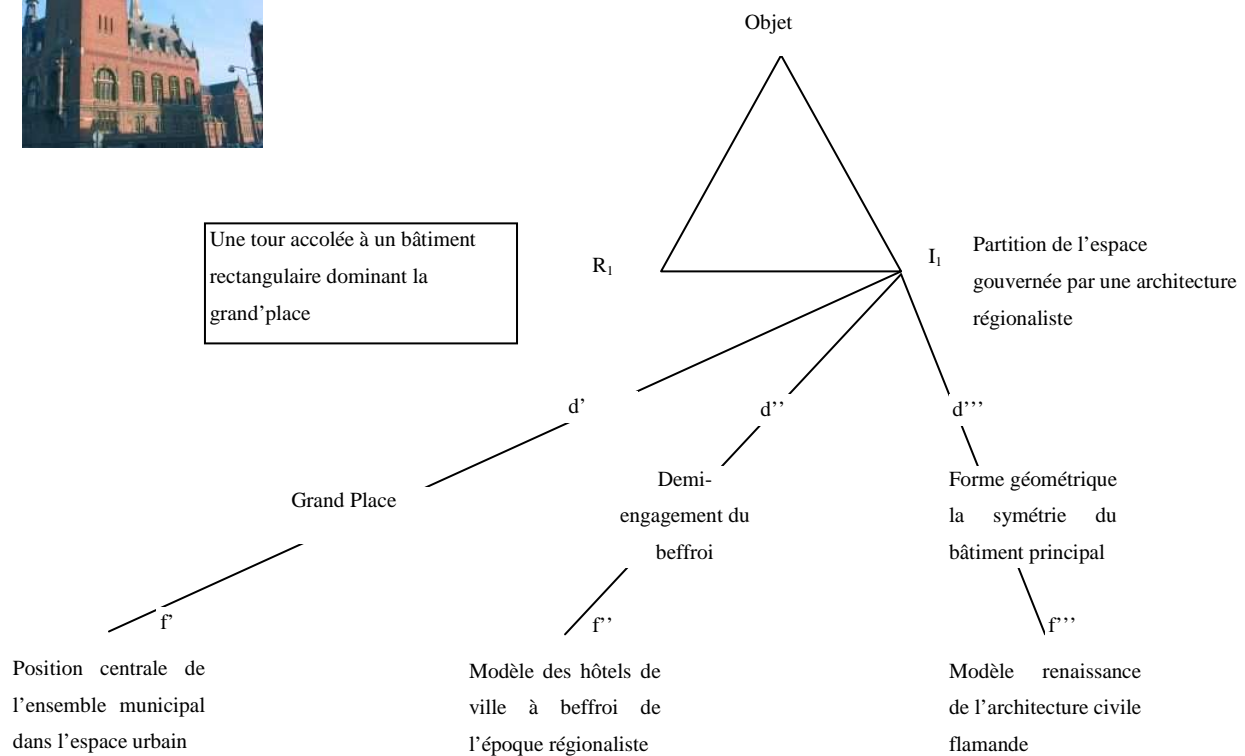 Objet
Une tour accolée à un bâtiment
rectangulaire dominant la
grand’place
R1
I1
Partition de l’espace
gouvernée par une architecture
régionaliste
d’
d’’
d’’’
Grand Place
Demi-
engagement du
beffroi
Forme géométrique
la symétrie du
bâtiment principal
f’
f’’
f’’’
Position centrale de
l’ensemble municipal
dans l’espace urbain
Modèle des hôtels de
ville à beffroi de
l’époque régionaliste
Modèle renaissance
de l’architecture civile
flamande